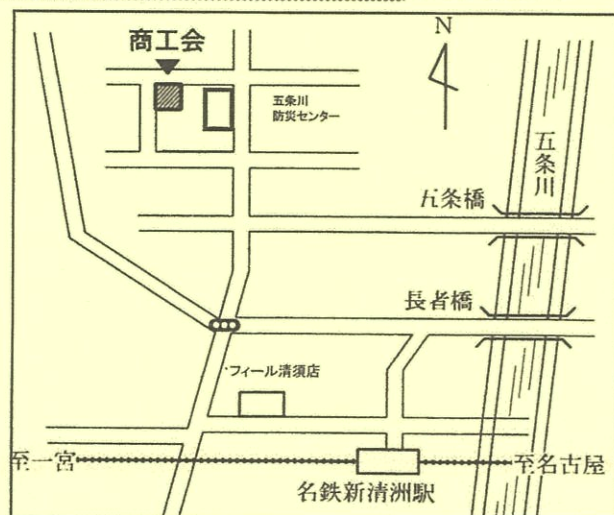 商工会
N
五条川
防災センター
五条川
五条橋
長者橋
フィール清須店
至一宮
至名古屋
名鉄新清洲駅